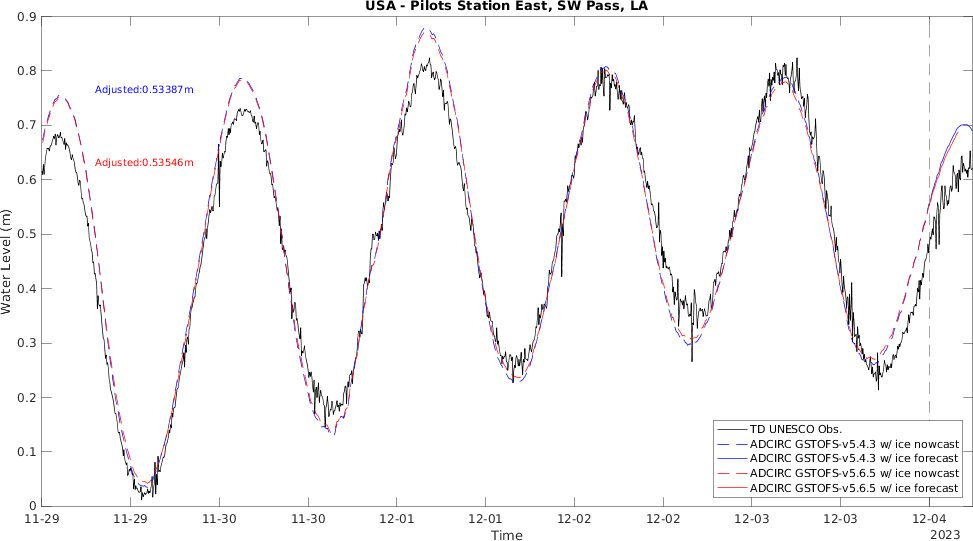 USA - Pilots Station East, SW Pass, LA
0.9
0.8
0.7
0.6
0.5
0.4
0.3
0.2
0.1
0
Water Level (m)
Adjusted:0.53387m
Adjusted:0.53546m
TD UNESCO Obs.
ADCIRC GSTOFS-v5.4.3 w/ ice nowcast
ADCIRC GSTOFS-v5.4.3 w/ ice forecast
ADCIRC GSTOFS-v5.6.5 w/ ice nowcast
ADCIRC GSTOFS-v5.6.5 w/ ice forecast
11-29 11-29 11-30 11-30 12-01 12-01 12-02 12-02 12-03 12-03 12-04
Time
2023